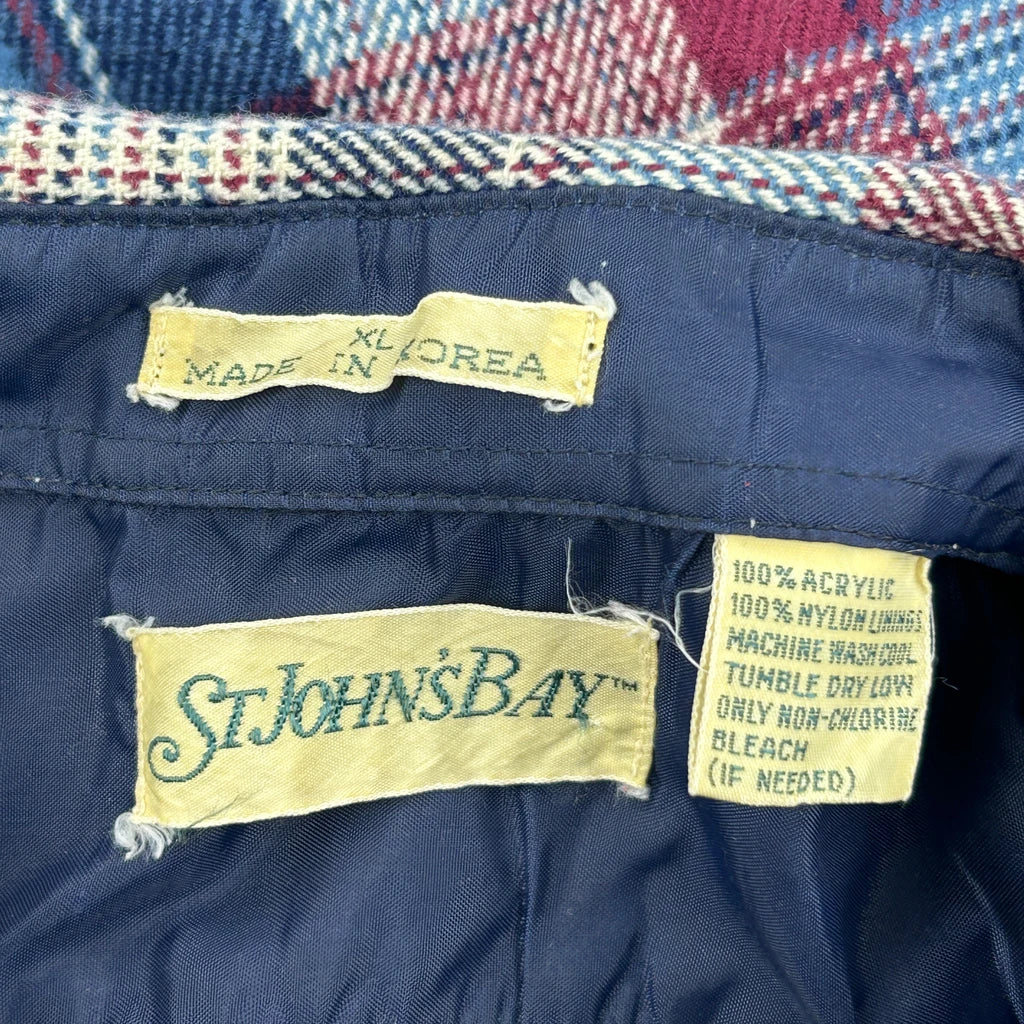 XL
MADE IN KOREA
ST JOHN'S BAY™
100% ACRYLIC
100% NYLON LINING
MACHINE WASH COOL
TUMBLE DRY LOW
ONLY NON-CHLORINE
BLEACH
(IF NEEDED)